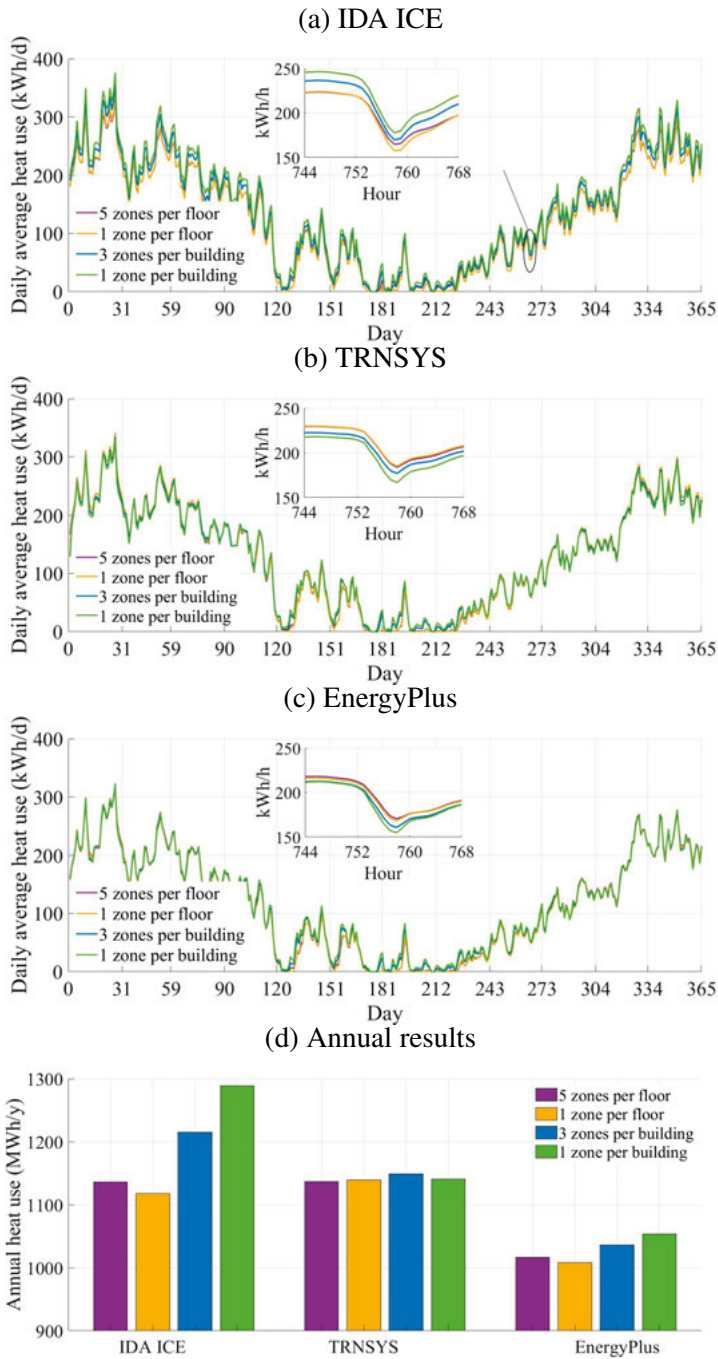 (a) IDA ICE
Daily average heat use (kWh/d)
400
300
200
100
0
kWh/h
250
200
150
744 752 760 768
Hour
5 zones per floor
1 zone per floor
3 zones per building
1 zone per building
0 31 59 90 120 151 181 212 243 273 304 334 365
Day
(b) TRNSYS
Daily average heat use (kWh/d)
400
300
200
100
0
kWh/h
250
200
150
744 752 760 768
Hour
5 zones per floor
1 zone per floor
3 zones per building
1 zone per building
0 31 59 90 120 151 181 212 243 273 304 334 365
Day
(c) EnergyPlus
Daily average heat use (kWh/d)
400
300
200
100
0
kWh/h
250
200
150
744 752 760 768
Hour
5 zones per floor
1 zone per floor
3 zones per building
1 zone per building
0 31 59 90 120 151 181 212 243 273 304 334 365
Day
(d) Annual results
Annual heat use (MWh/y)
1300
1200
1100
1000
900
5 zones per floor
1 zone per floor
3 zones per building
1 zone per building
IDA ICE TRNSYS EnergyPlus